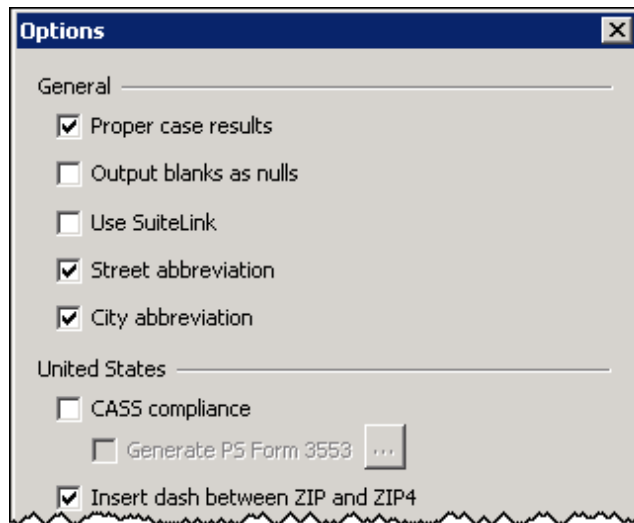 Options
General
Proper case results
Output blanks as nulls
Use SuiteLink
Street abbreviation
City abbreviation
United States
CASS compliance
Generate PS Form 3553 ...
Insert dash between ZIP and ZIP4